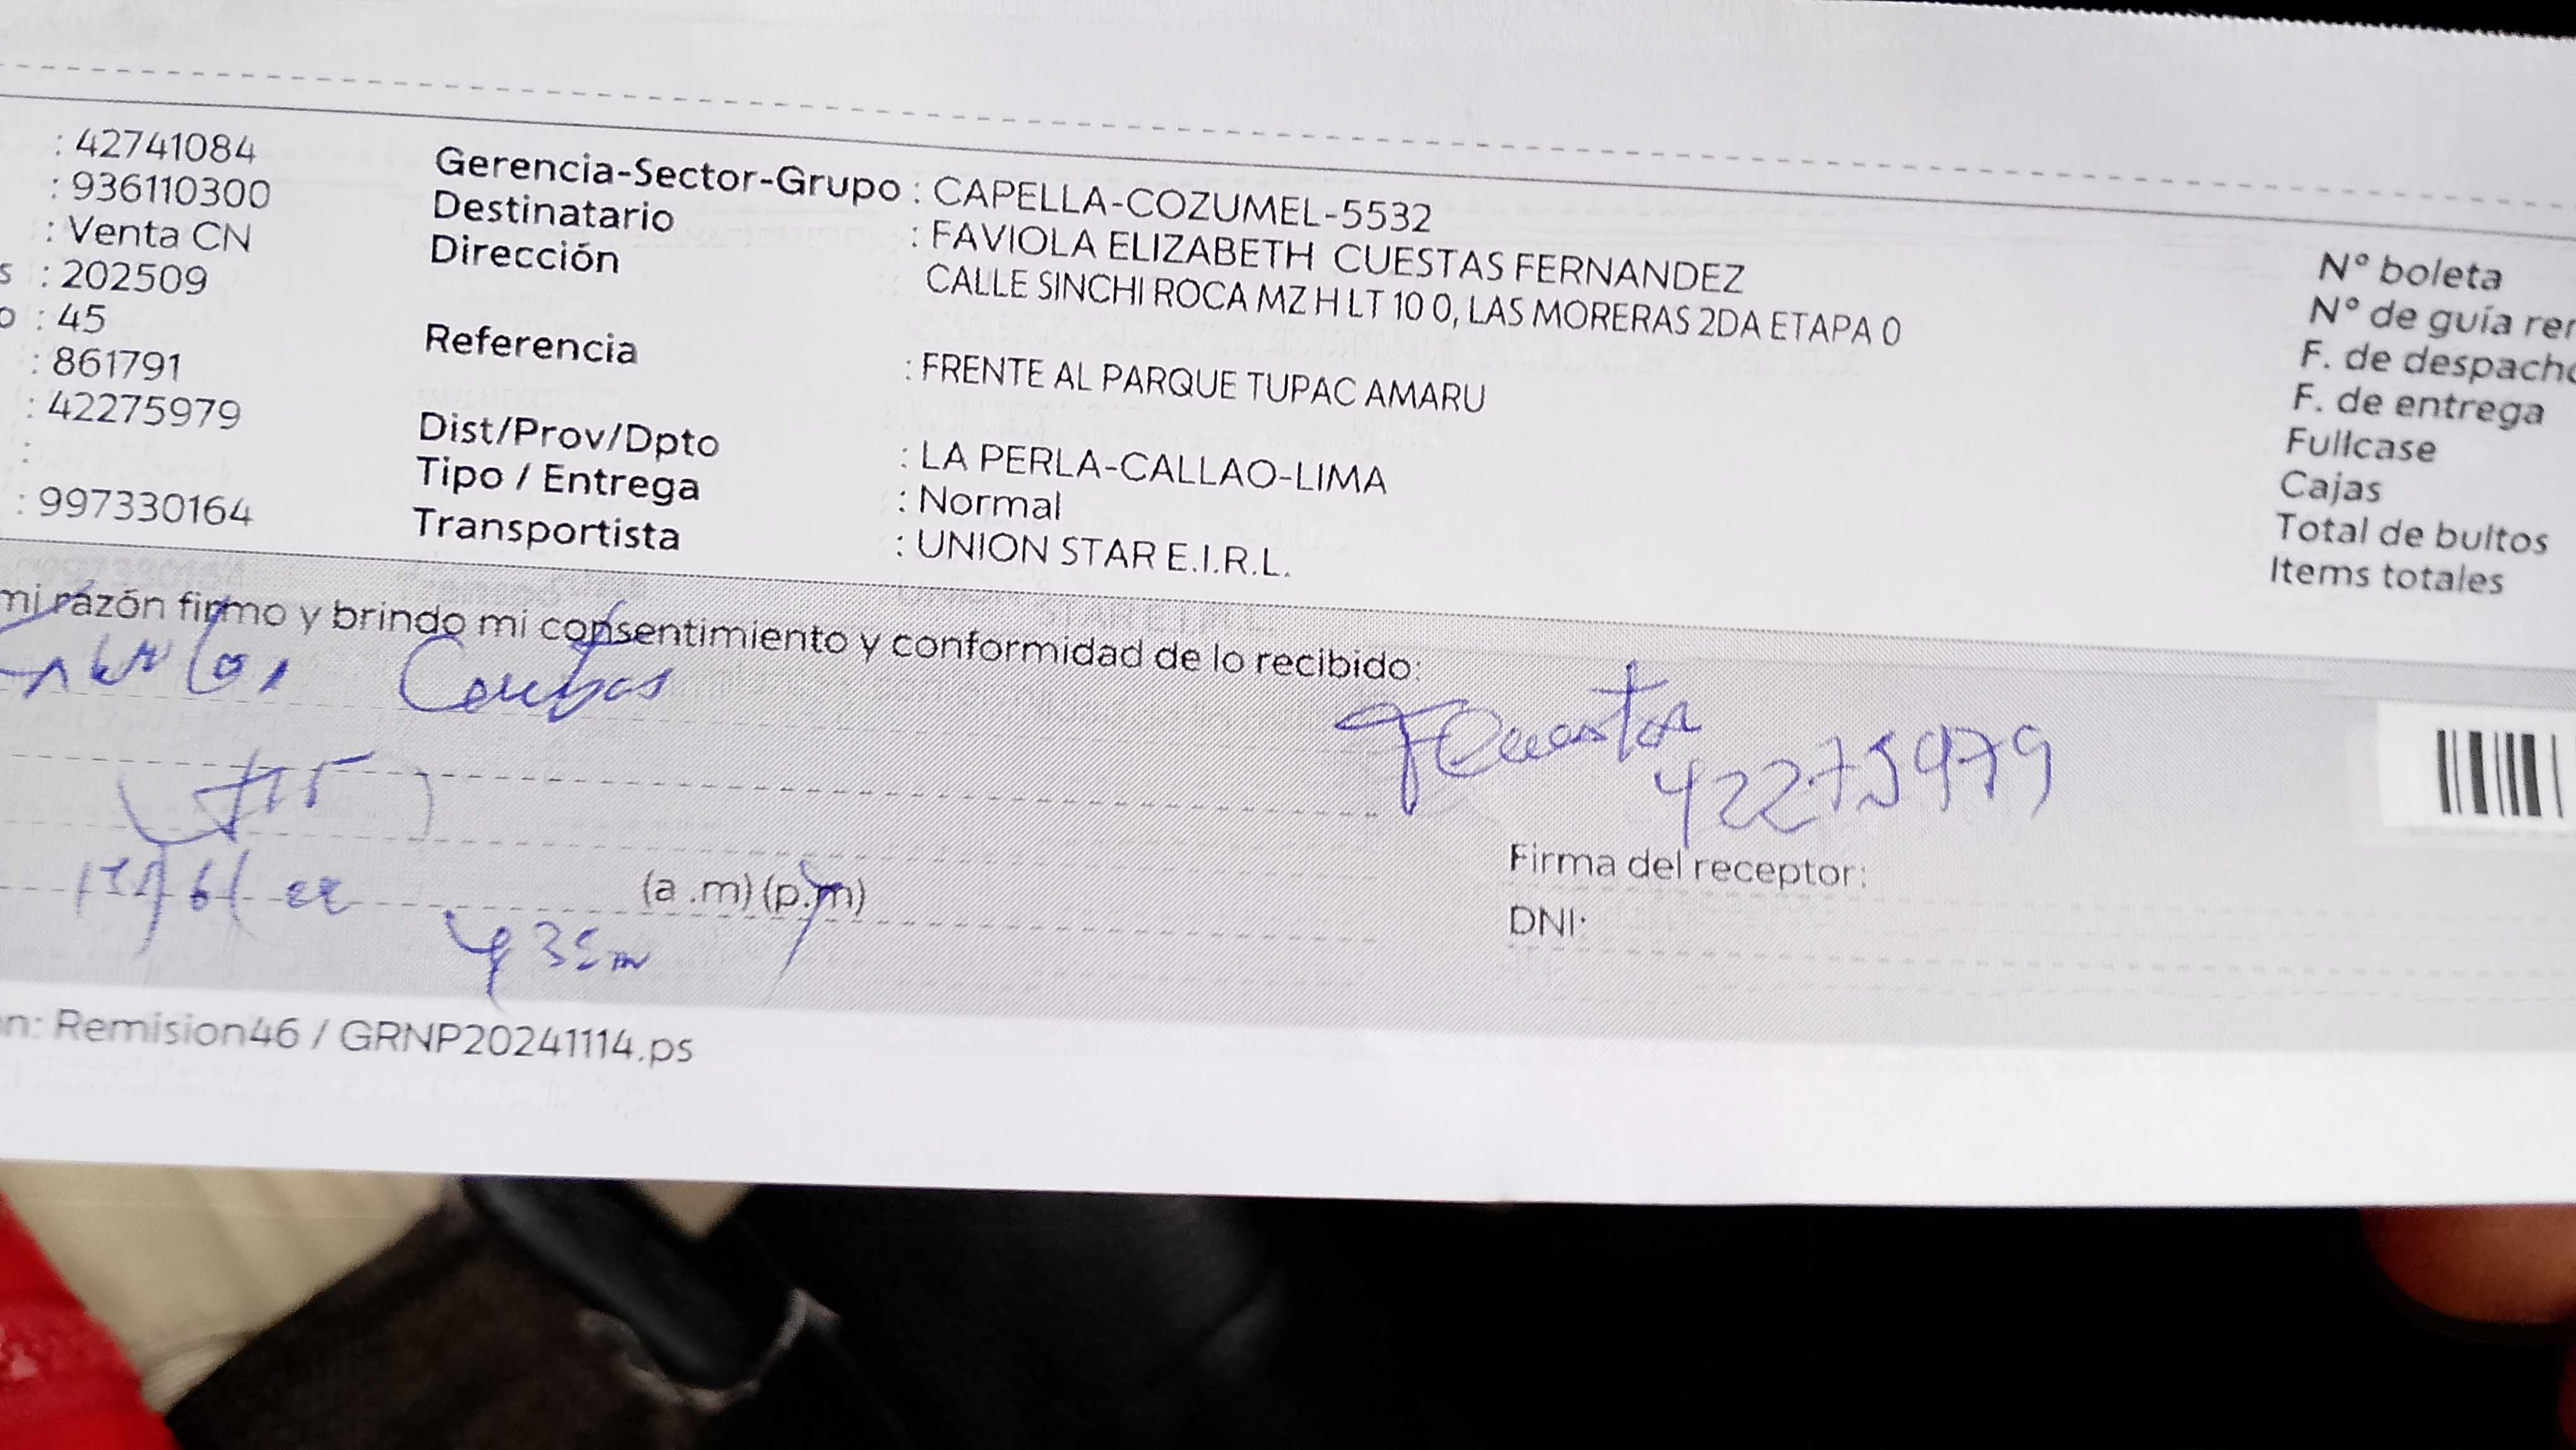 : 42741084
: 936110300
: Venta CN
s : 202509
o : 45
: 861791
: 42275979
:
: 997330164
Gerencia-Sector-Grupo : CAPELLA-COZUMEL-5532
Destinatario : FAVIOLA ELIZABETH CUESTAS FERNANDEZ
Dirección CALLE SINCHI ROCA MZ H LT 10 0, LAS MORERAS 2DA ETAPA 0
Referencia : FRENTE AL PARQUE TUPAC AMARU
Dist/Prov/Dpto : LA PERLA-CALLAO-LIMA
Tipo / Entrega : Normal
Transportista : UNION STAR E.I.R.L.
N° boleta
N° de guía rer
F. de despacho
F. de entrega
Fullcase
Cajas
Total de bultos
Items totales
mi razón firmo y brindo mi consentimiento y conformidad de lo recibido:
42275979
Firma del receptor:
DNI:
(a .m) (p.m)
n: Remision46 / GRNP20241114.ps